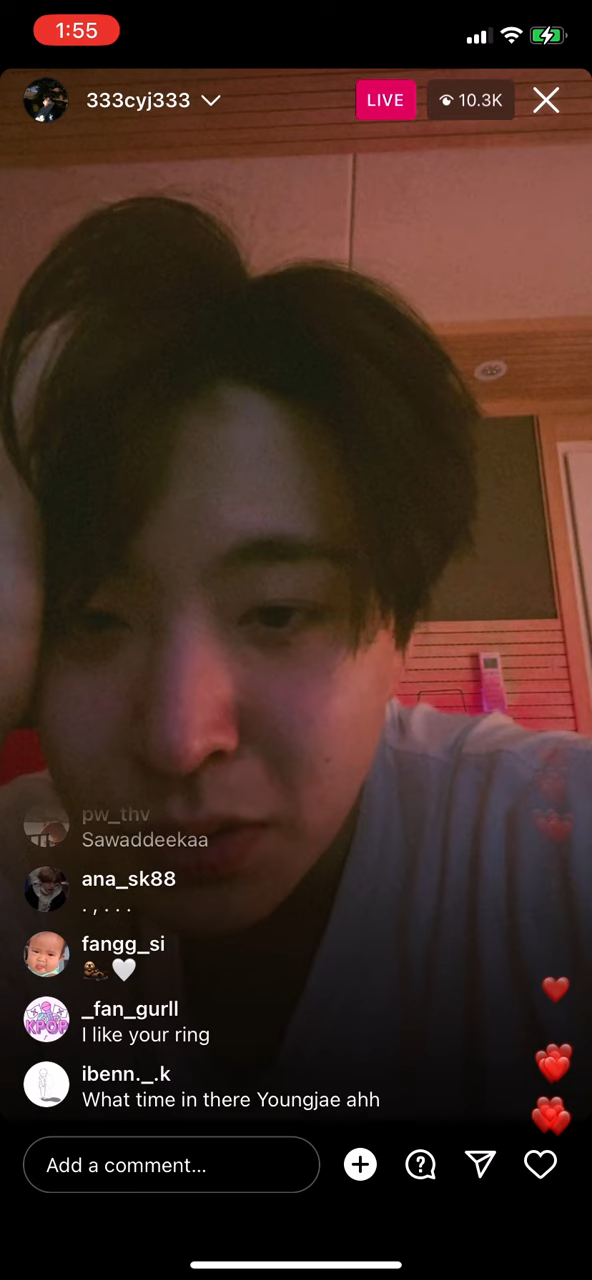 1:55
333cyj333
LIVE
10.3K
pw_thv
Sawaddeekaa
ana_sk88
. , . . .
fangg_si
🦦🤍
_fan_gurll
I like your ring
ibenn._.k
What time in there Youngjae ahh
Add a comment...
KPOP